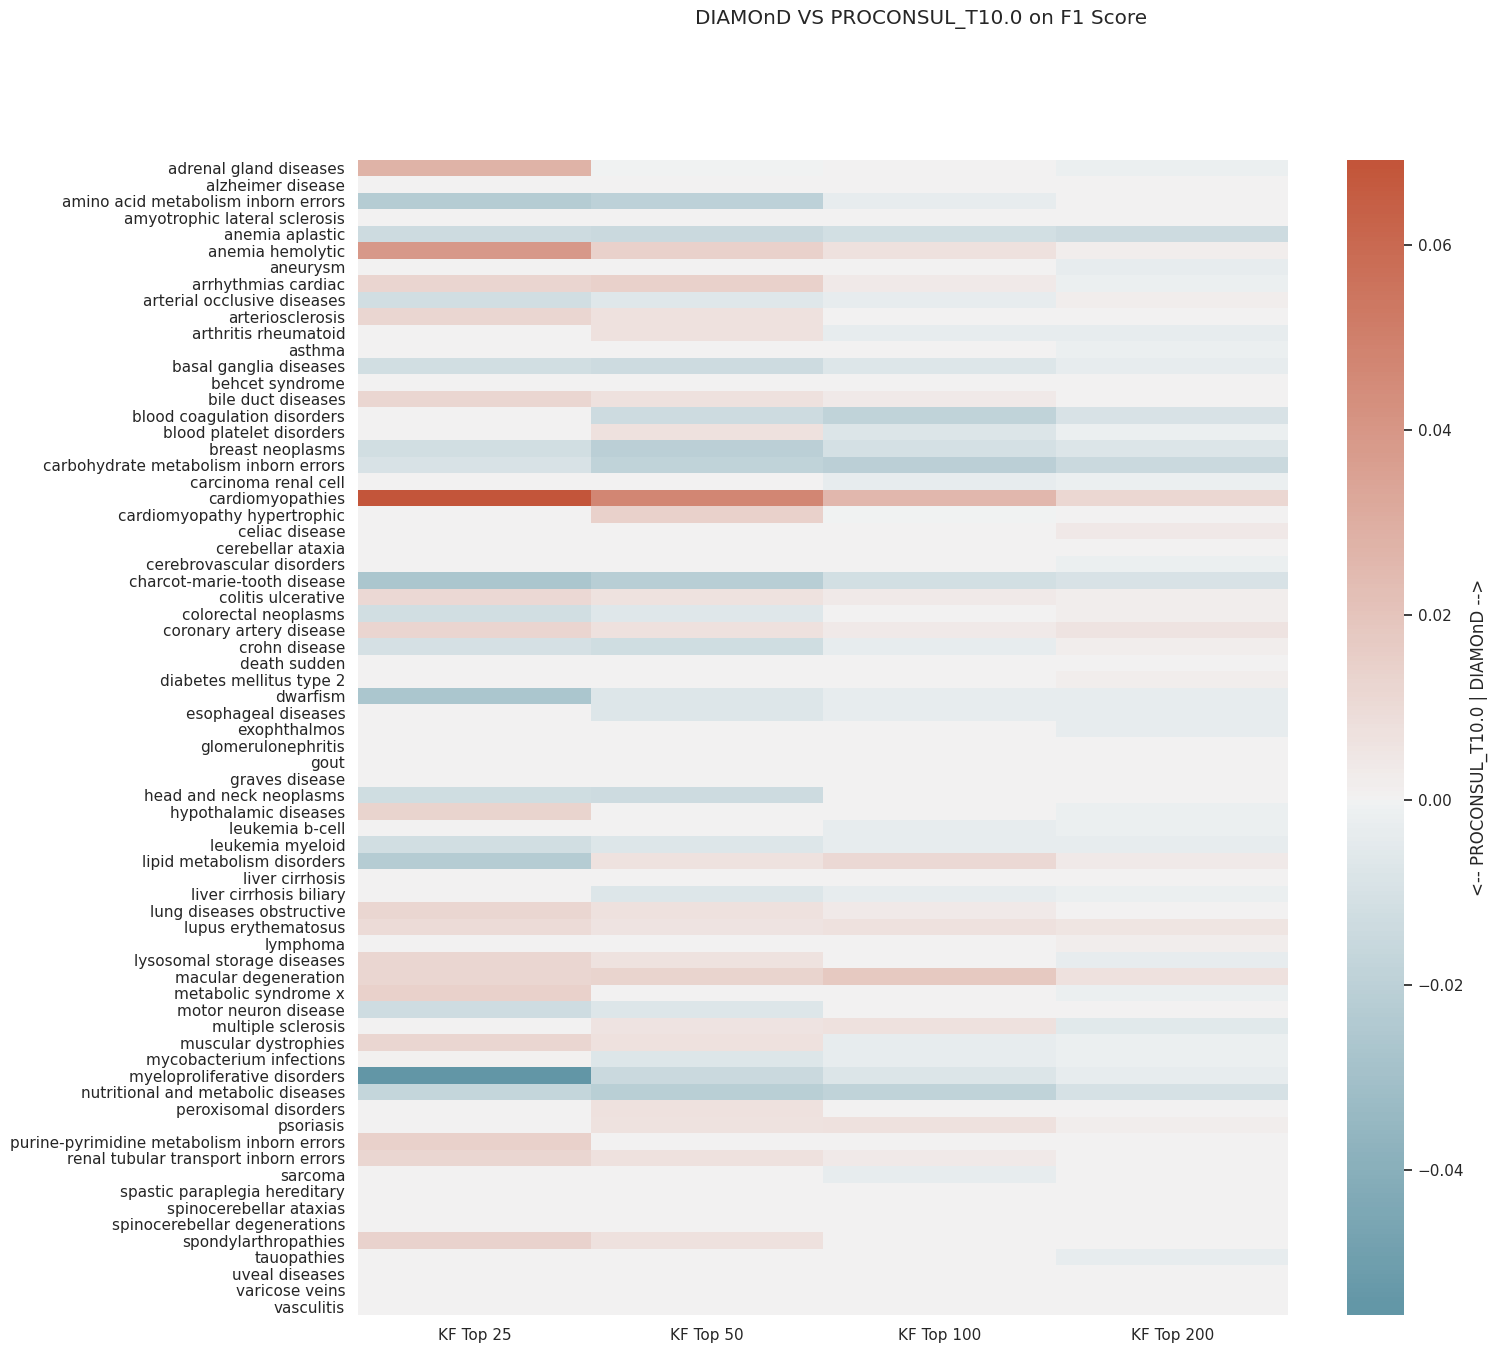 DIAMOnD VS PROCONSUL_T10.0 on F1 Score
adrenal gland diseases
alzheimer disease
amino acid metabolism inborn errors
amyotrophic lateral sclerosis
anemia aplastic
anemia hemolytic
aneurysm
arrhythmias cardiac
arterial occlusive diseases
arteriosclerosis
arthritis rheumatoid
asthma
basal ganglia diseases
behcet syndrome
bile duct diseases
blood coagulation disorders
blood platelet disorders
breast neoplasms
carbohydrate metabolism inborn errors
carcinoma renal cell
cardiomyopathies
cardiomyopathy hypertrophic
celiac disease
cerebellar ataxia
cerebrovascular disorders
charcot-marie-tooth disease
colitis ulcerative
colorectal neoplasms
coronary artery disease
crohn disease
death sudden
diabetes mellitus type 2
dwarfism
esophageal diseases
exophthalmos
glomerulonephritis
gout
graves disease
head and neck neoplasms
hypothalamic diseases
leukemia b-cell
leukemia myeloid
lipid metabolism disorders
liver cirrhosis
liver cirrhosis biliary
lung diseases obstructive
lupus erythematosus
lymphoma
lysosomal storage diseases
macular degeneration
metabolic syndrome x
motor neuron disease
multiple sclerosis
muscular dystrophies
mycobacterium infections
myeloproliferative disorders
nutritional and metabolic diseases
peroxisomal disorders
psoriasis
purine-pyrimidine metabolism inborn errors
renal tubular transport inborn errors
sarcoma
spastic paraplegia hereditary
spinocerebellar ataxias
spinocerebellar degenerations
spondylarthropathies
tauopathies
uveal diseases
varicose veins
vasculitis
KF Top 25
KF Top 50
KF Top 100
KF Top 200
0.06
0.04
0.02
0.00
−0.02
−0.04
<-- PROCONSUL_T10.0 | DIAMOnD -->